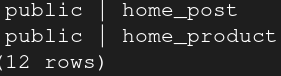 public | home_post
public | home_product
(12 rows)